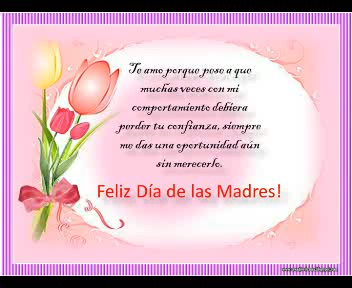 Te amo porque pese a que
muchas veces con mi
comportamiento debiera
perder tu confianza, siempre
me das una oportunidad aún
sin merecerlo.
Feliz Día de las Madres!